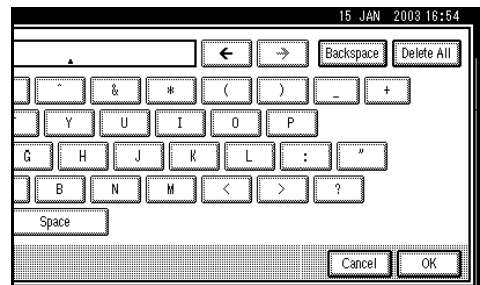 15 JAN 2003 16:54
← → Backspace Delete All
^ & * ( ) _ +
Y U I O P
G H J K L : "
B N M < > ?
Space
Cancel OK